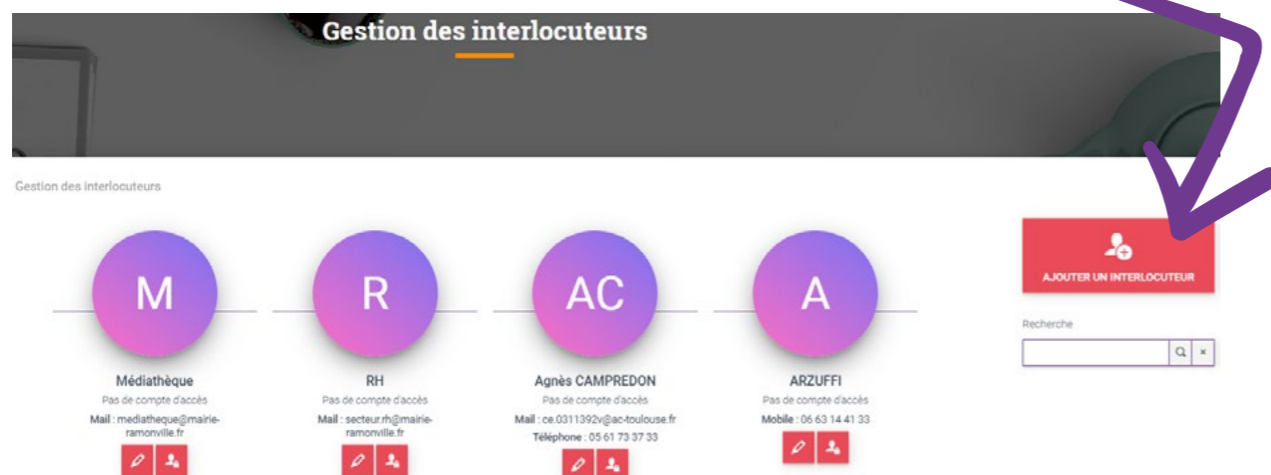 Gestion des interlocuteurs
Gestion des interlocuteurs
AJOUTER UN INTERLOCUTEUR
Recherche
M
Médiathèque
Pas de compte d'accès
Mail : mediatheque@mairie-
ramonville.fr
R
RH
Pas de compte d'accès
Mail : secteur.rh@mairie-
ramonville.fr
AC
Agnès CAMPREDON
Pas de compte d'accès
Mail : ce.0311392v@ac-toulouse.fr
Téléphone : 05 61 73 37 33
A
ARZUFFI
Pas de compte d'accès
Mobile : 06 63 14 41 33